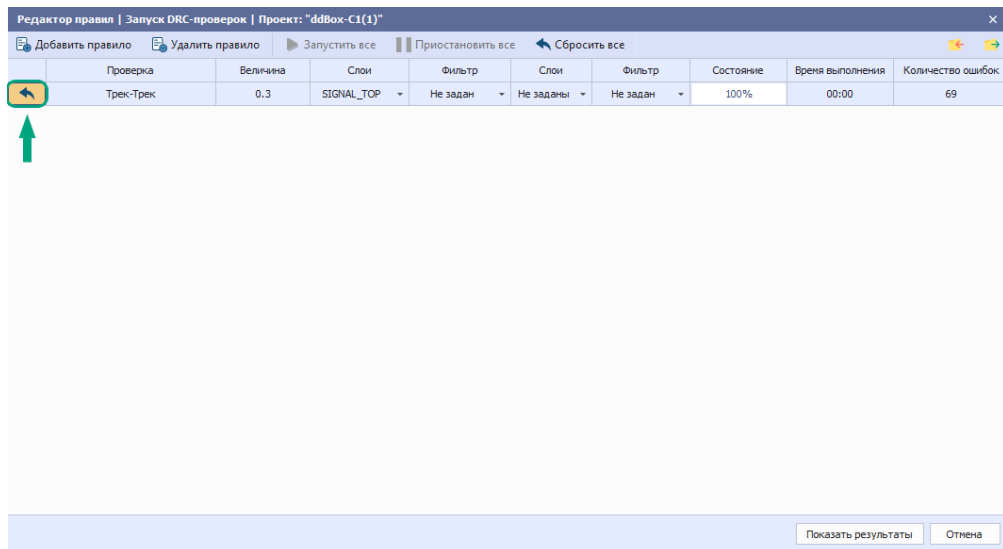 Редактор правил | Запуск DRC-проверок | Проект: "ddBox-C1(1)"
Добавить правило Удалить правило Запустить все Приостановить все Сбросить все
Проверка Величина Слои Фильтр Слои Фильтр Состояние Время выполнения Количество ошибок
Трек-Трек 0.3 SIGNAL_TOP Не задан Не заданы Не задан 100% 00:00 69
Показать результаты Отмена